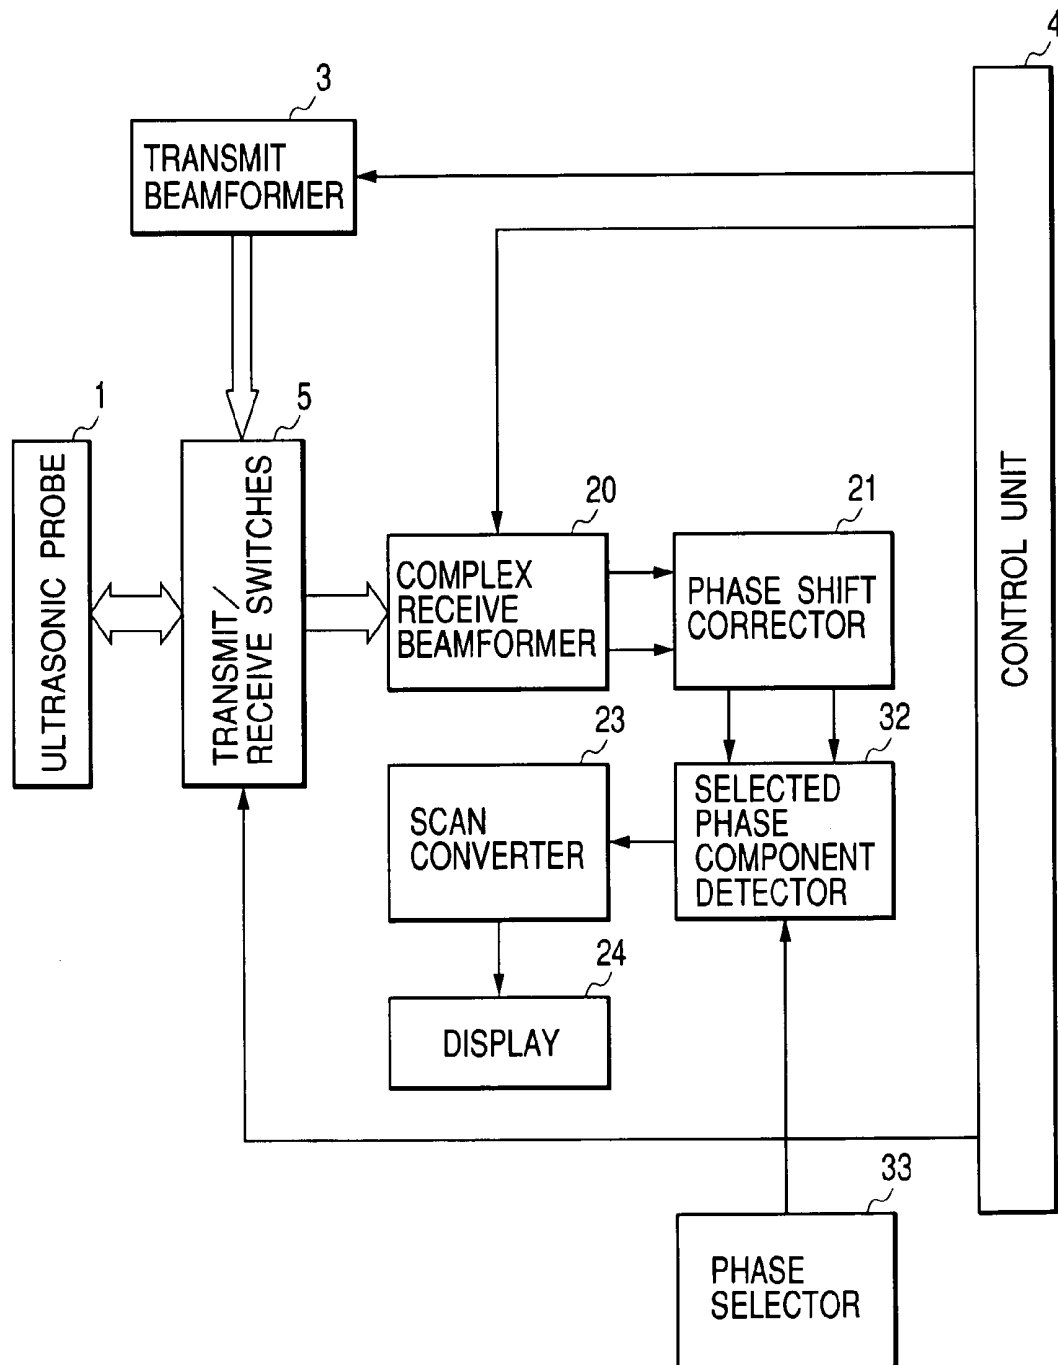 4
3
TRANSMIT
BEAMFORMER
1
ULTRASONIC PROBE
5
TRANSMIT/
RECEIVE SWITCHES
20
COMPLEX
RECEIVE
BEAMFORMER
21
PHASE SHIFT
CORRECTOR
CONTROL UNIT
23
SCAN
CONVERTER
32
SELECTED
PHASE
COMPONENT
DETECTOR
24
DISPLAY
33
PHASE
SELECTOR